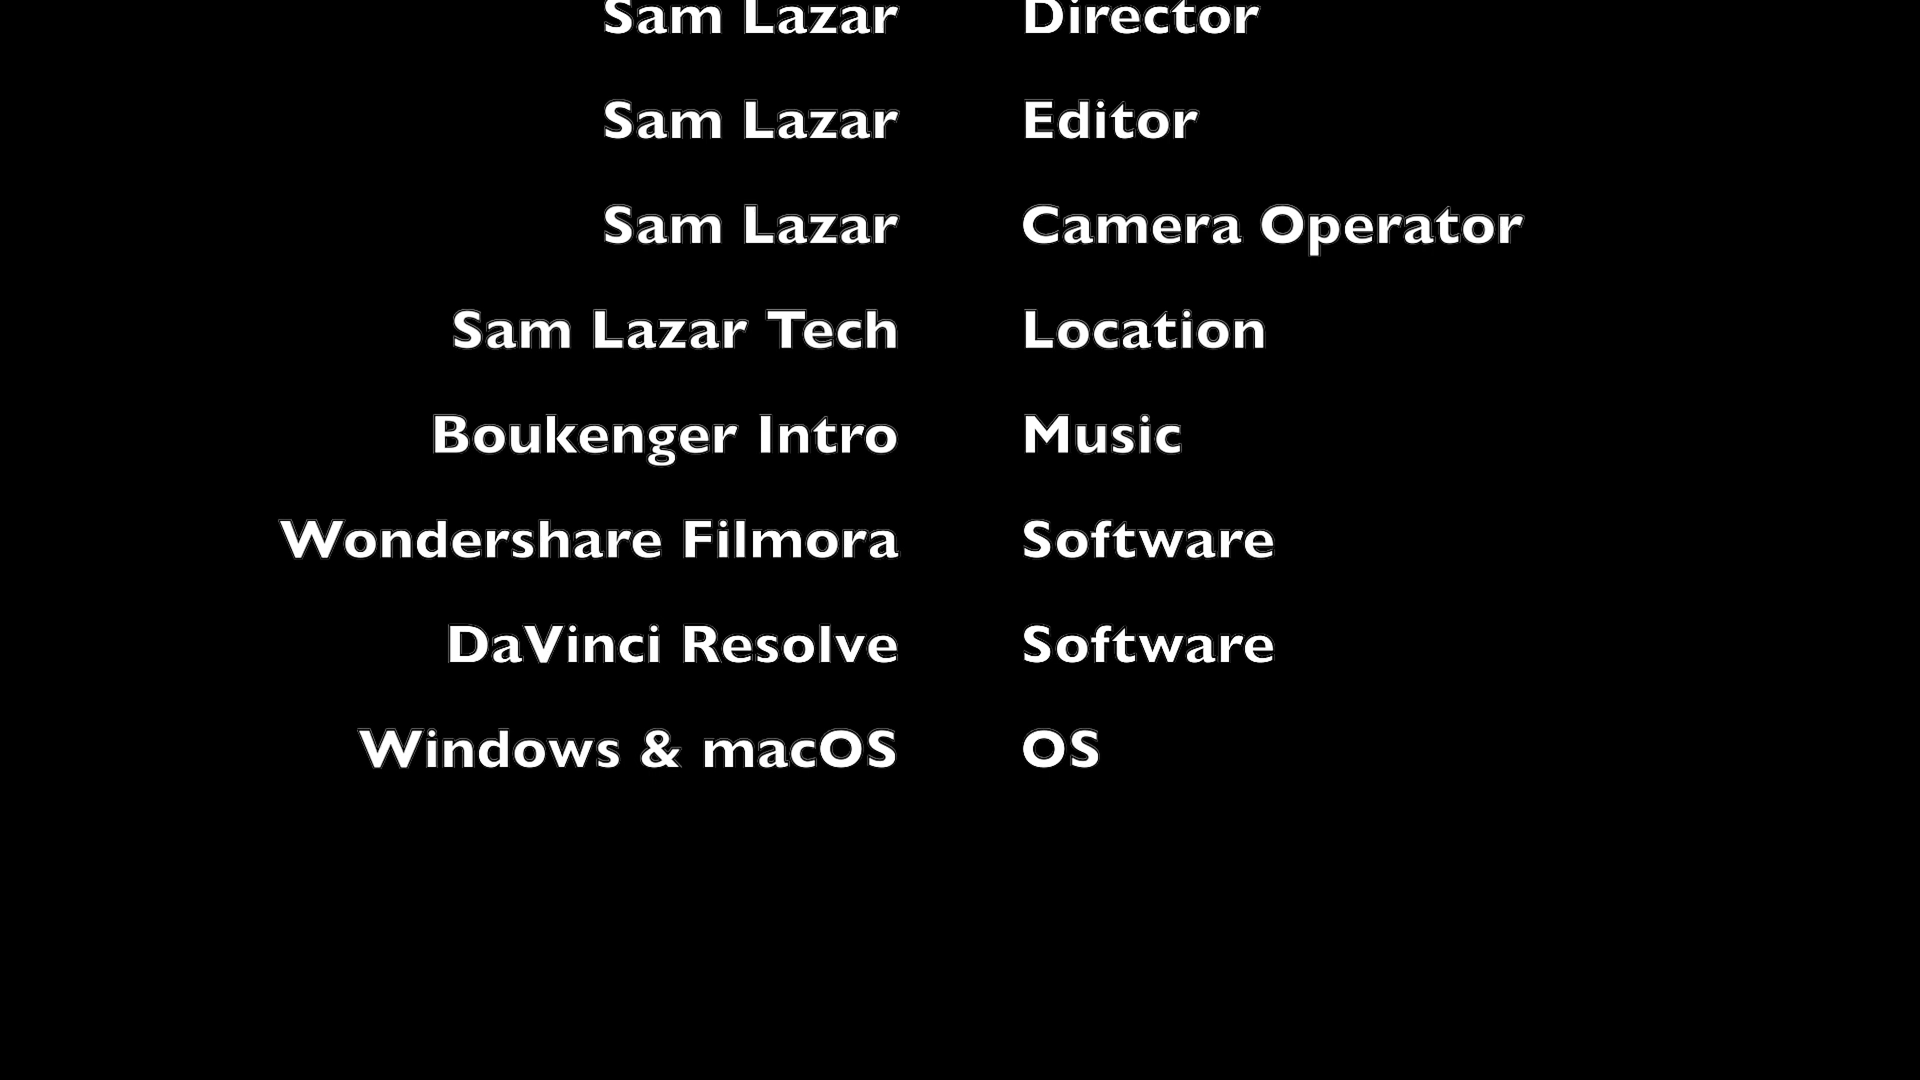 Sam Lazar Director
Sam Lazar Editor
Sam Lazar Camera Operator
Sam Lazar Tech Location
Boukenger Intro Music
Wondershare Filmora Software
DaVinci Resolve Software
Windows & macOS OS